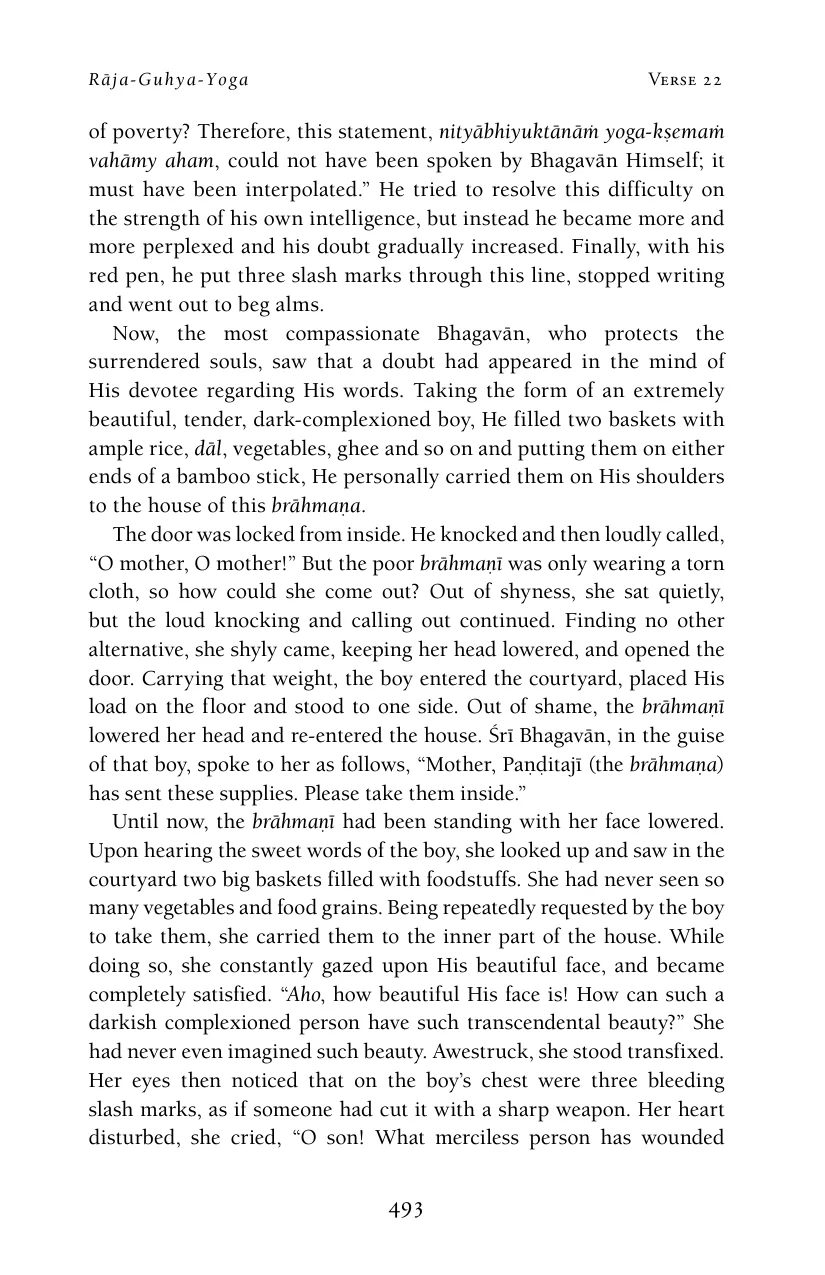 Rāja-Guhya-Yoga Verse 22
of poverty? Therefore, this statement, nityābhiyuktānāṁ yoga-kṣemaṁ
vahāmy aham, could not have been spoken by Bhagavān Himself; it
must have been interpolated.” He tried to resolve this difficulty on
the strength of his own intelligence, but instead he became more and
more perplexed and his doubt gradually increased. Finally, with his
red pen, he put three slash marks through this line, stopped writing
and went out to beg alms.
Now, the most compassionate Bhagavān, who protects the
surrendered souls, saw that a doubt had appeared in the mind of
His devotee regarding His words. Taking the form of an extremely
beautiful, tender, dark-complexioned boy, He filled two baskets with
ample rice, dāl, vegetables, ghee and so on and putting them on either
ends of a bamboo stick, He personally carried them on His shoulders
to the house of this brāhmaṇa.
The door was locked from inside. He knocked and then loudly called,
“O mother, O mother!” But the poor brāhmaṇī was only wearing a torn
cloth, so how could she come out? Out of shyness, she sat quietly,
but the loud knocking and calling out continued. Finding no other
alternative, she shyly came, keeping her head lowered, and opened the
door. Carrying that weight, the boy entered the courtyard, placed His
load on the floor and stood to one side. Out of shame, the brāhmaṇī
lowered her head and re-entered the house. Śrī Bhagavān, in the guise
of that boy, spoke to her as follows, “Mother, Paṇḍitajī (the brāhmaṇa)
has sent these supplies. Please take them inside.”
Until now, the brāhmaṇī had been standing with her face lowered.
Upon hearing the sweet words of the boy, she looked up and saw in the
courtyard two big baskets filled with foodstuffs. She had never seen so
many vegetables and food grains. Being repeatedly requested by the boy
to take them, she carried them to the inner part of the house. While
doing so, she constantly gazed upon His beautiful face, and became
completely satisfied. “Aho, how beautiful His face is! How can such a
darkish complexioned person have such transcendental beauty?” She
had never even imagined such beauty. Awestruck, she stood transfixed.
Her eyes then noticed that on the boy’s chest were three bleeding
slash marks, as if someone had cut it with a sharp weapon. Her heart
disturbed, she cried, “O son! What merciless person has wounded
493